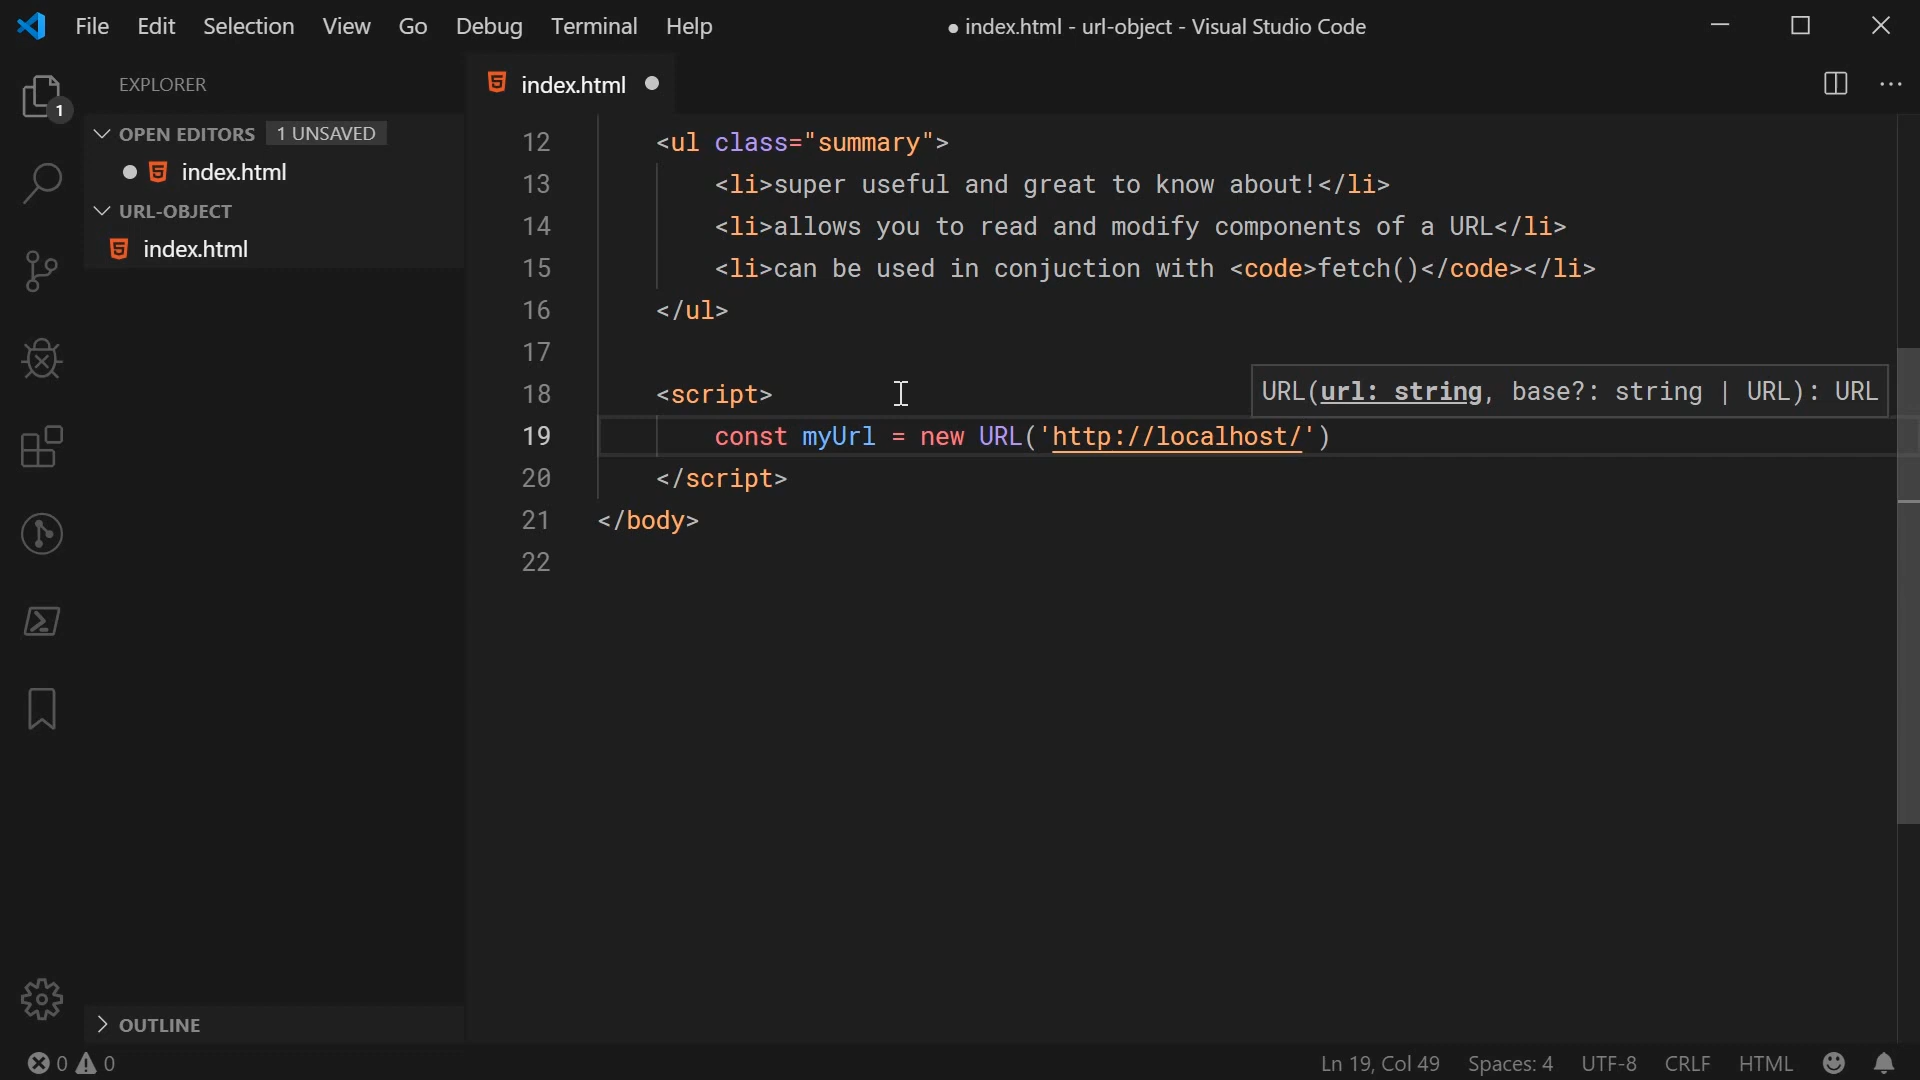 File Edit Selection View Go Debug Terminal Help
● index.html - url-object - Visual Studio Code
EXPLORER
index.html ●
1
OPEN EDITORS 1 UNSAVED
● index.html
URL-OBJECT
index.html
12 <ul class="summary">
13 <li>super useful and great to know about!</li>
14 <li>allows you to read and modify components of a URL</li>
15 <li>can be used in conjuction with <code>fetch()</code></li>
16 </ul>
17
URL(url: string, base?: string | URL): URL
18 <script>
19 const myUrl = new URL('http://localhost/')
20 </script>
21 </body>
22
OUTLINE
0 0
Ln 19, Col 49 Spaces: 4 UTF-8 CRLF HTML